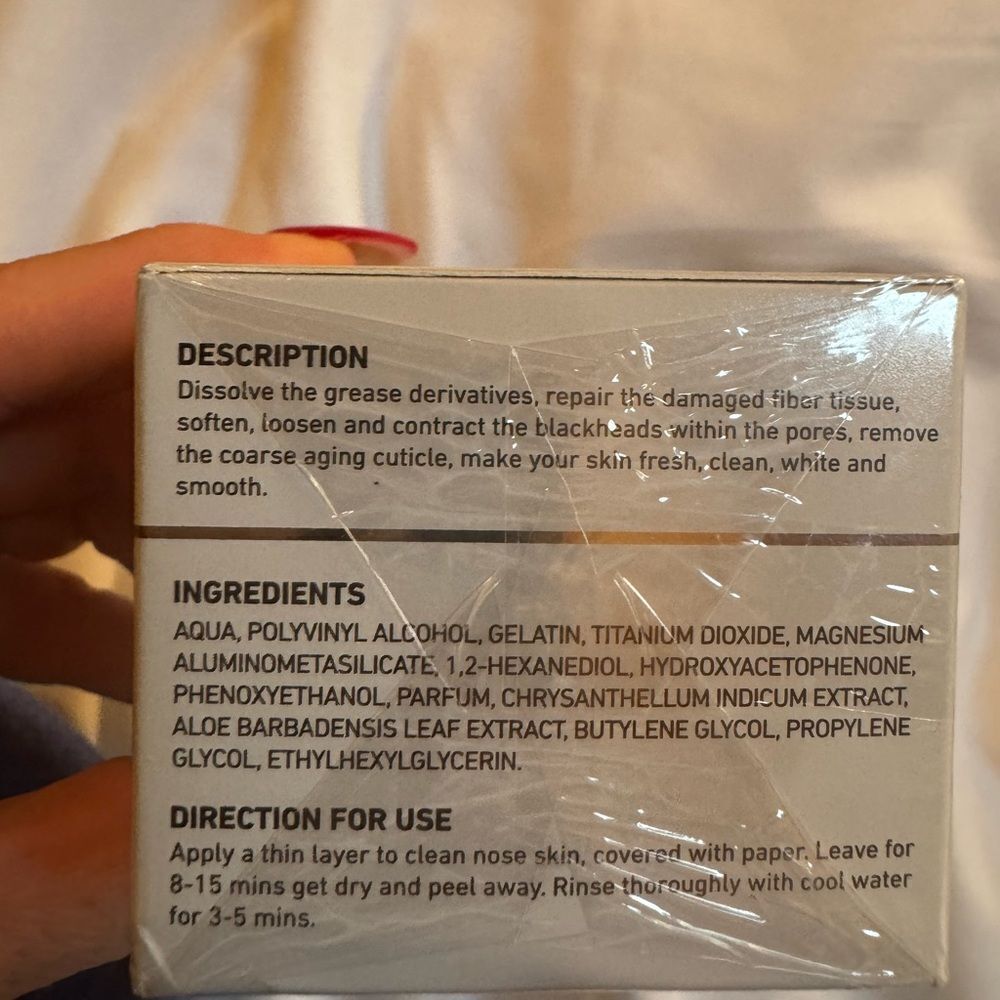 DESCRIPTION
Dissolve the grease derivatives, repair the damaged fiber tissue,
soften, loosen and contract the blackheads within the pores, remove
the coarse aging cuticle, make your skin fresh, clean, white and
smooth.
INGREDIENTS
AQUA, POLYVINYL ALCOHOL, GELATIN, TITANIUM DIOXIDE, MAGNESIUM
ALUMINOMETASILICATE, 1,2-HEXANEDIOL, HYDROXYACETOPHENONE,
PHENOXYETHANOL, PARFUM, CHRYSANTHELLUM INDICUM EXTRACT,
ALOE BARBADENSIS LEAF EXTRACT, BUTYLENE GLYCOL, PROPYLENE
GLYCOL, ETHYLHEXYLGLYCERIN.
DIRECTION FOR USE
Apply a thin layer to clean nose skin, covered with paper. Leave for
8-15 mins get dry and peel away. Rinse thoroughly with cool water
for 3-5 mins.